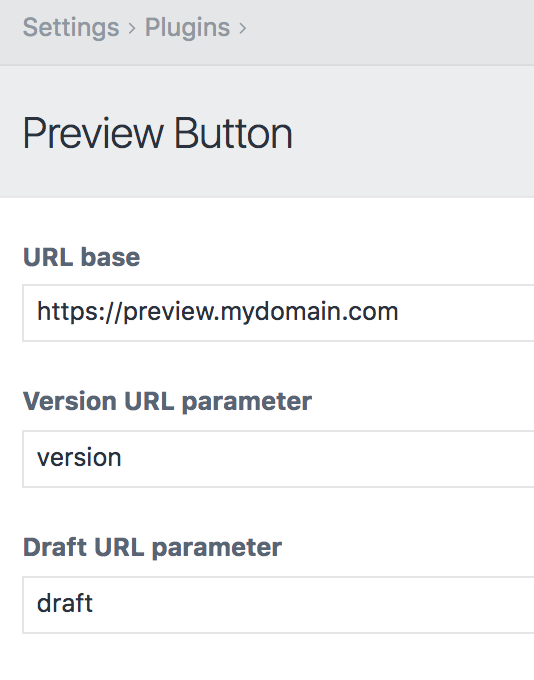 Settings › Plugins ›
Preview Button
URL base
https://preview.mydomain.com
Version URL parameter
version
Draft URL parameter
draft